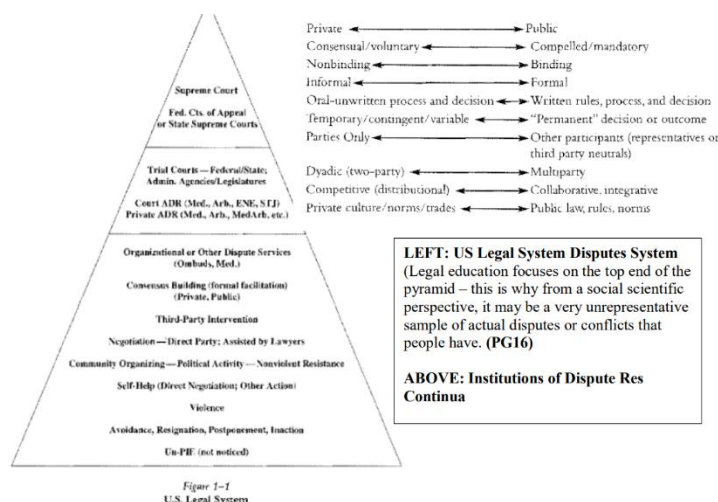 Supreme Court
Fed. Cts. of Appeal
or State Supreme Courts
Trial Courts — Federal/State;
Admin. Agencies/Legislatures
Court ADR (Med., Arb., ENE, STJ)
Private ADR (Med., Arb., MedArb, etc.)
Organizational or Other Dispute Services
(Ombuds, Med.)
Consensus Building (formal facilitation)
(Private, Public)
Third-Party Intervention
Negotiation — Direct Party; Assisted by Lawyers
Community Organizing — Political Activity — Nonviolent Resistance
Self-Help (Direct Negotiation; Other Action)
Violence
Avoidance, Resignation, Postponement, Inaction
Un-PIE (not noticed)
Figure 1–1
U.S. Legal System
Private Public
Consensual/voluntary Compelled/mandatory
Nonbinding Binding
Informal Formal
Oral-unwritten process and decision Written rules, process, and decision
Temporary/contingent/variable "Permanent" decision or outcome
Parties Only Other participants (representatives or
third party neutrals)
Dyadic (two-party) Multiparty
Competitive (distributional) Collaborative, integrative
Private culture/norms/trades Public law, rules, norms
LEFT: US Legal System Disputes System
(Legal education focuses on the top end of the
pyramid – this is why from a social scientific
perspective, it may be a very unrepresentative
sample of actual disputes or conflicts that
people have. (PG16)
ABOVE: Institutions of Dispute Res
Continua